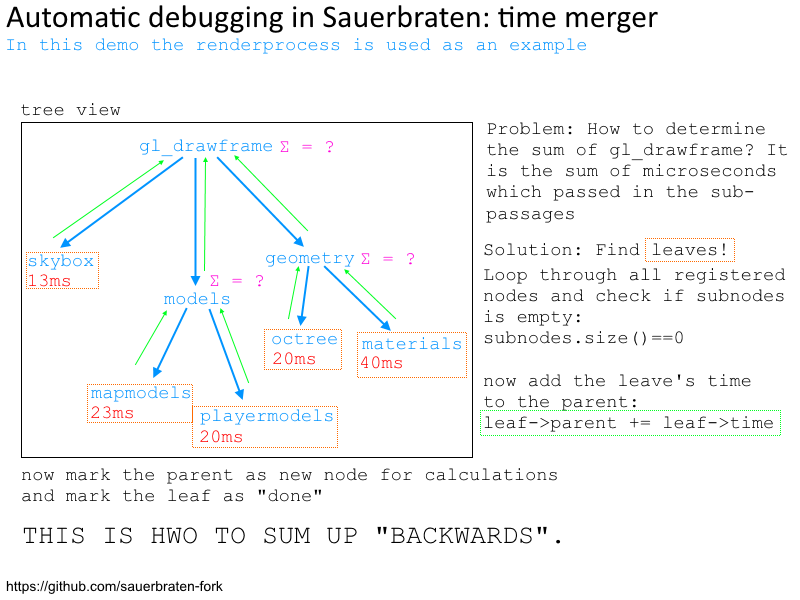 Automatic debugging in Sauerbraten: time merger
In this demo the renderprocess is used as an example
tree view
gl_drawframe Σ = ?
skybox
13ms
geometry Σ = ?
Σ = ?
models
octree
20ms
materials
40ms
mapmodels
23ms
playermodels
20ms
Problem: How to determine
the sum of gl_drawframe? It
is the sum of microseconds
which passed in the sub-
passages
Solution: Find leaves!
Loop through all registered
nodes and check if subnodes
is empty:
subnodes.size()==0
now add the leave's time
to the parent:
leaf->parent += leaf->time
now mark the parent as new node for calculations
and mark the leaf as "done"
THIS IS HWO TO SUM UP "BACKWARDS".
https://github.com/sauerbraten-fork